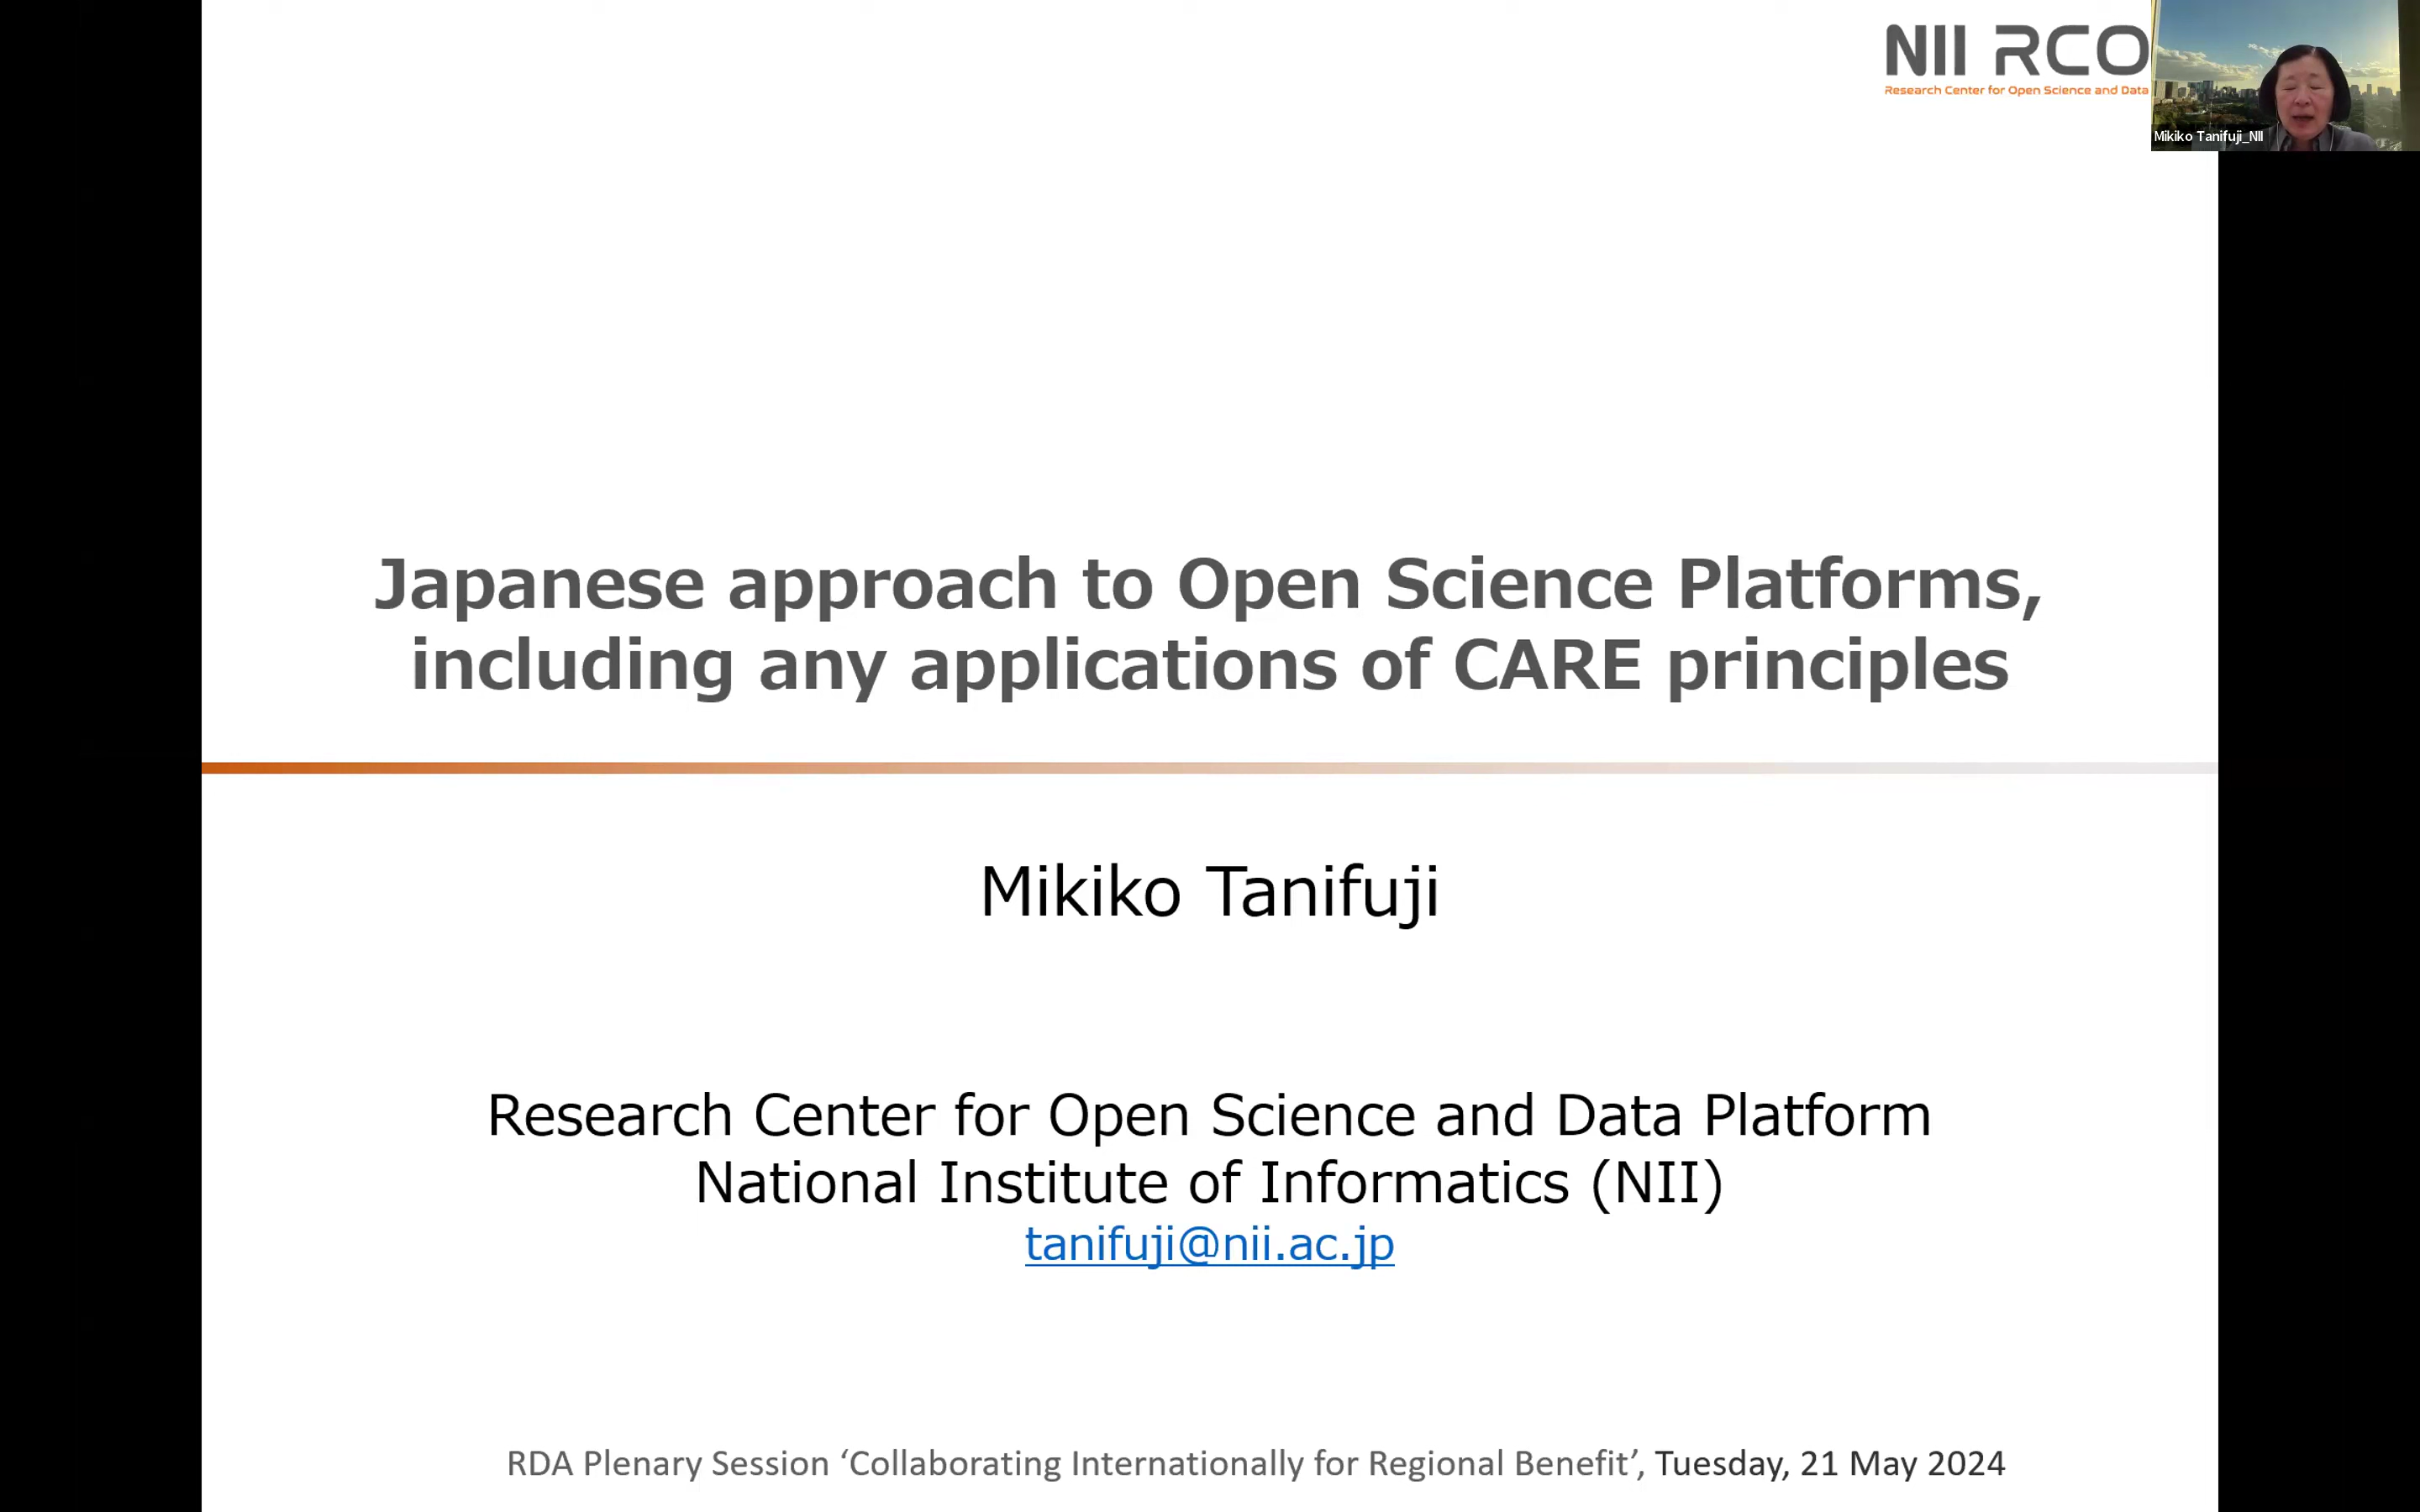 NII RCO
Research Center for Open Science and Data
Mikiko Tanifuji_NII
Japanese approach to Open Science Platforms,
including any applications of CARE principles
Mikiko Tanifuji
Research Center for Open Science and Data Platform
National Institute of Informatics (NII)
tanifuji@nii.ac.jp
RDA Plenary Session ‘Collaborating Internationally for Regional Benefit’, Tuesday, 21 May 2024